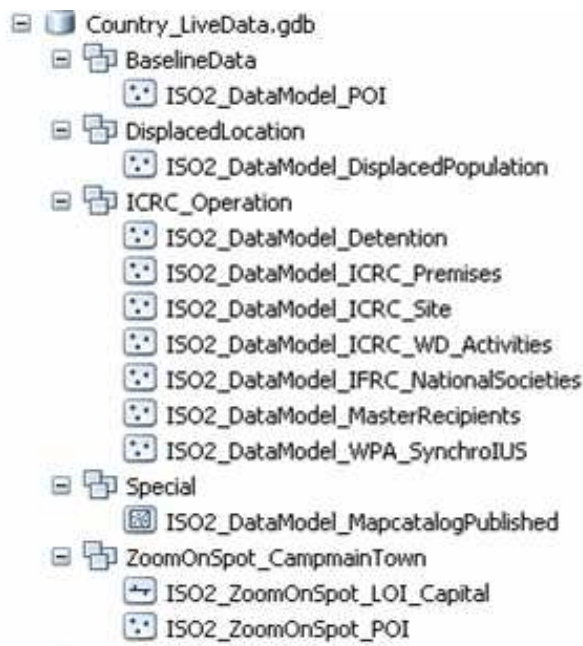 Country_LiveData.gdb
BaselineData
ISO2_DataModel_POI
DisplacedLocation
ISO2_DataModel_DisplacedPopulation
ICRC_Operation
ISO2_DataModel_Detention
ISO2_DataModel_ICRC_Premises
ISO2_DataModel_ICRC_Site
ISO2_DataModel_ICRC_WD_Activities
ISO2_DataModel_IFRC_NationalSocieties
ISO2_DataModel_MasterRecipients
ISO2_DataModel_WPA_SynchroIUS
Special
ISO2_DataModel_MapcatalogPublished
ZoomOnSpot_CampmainTown
ISO2_ZoomOnSpot_LOI_Capital
ISO2_ZoomOnSpot_POI